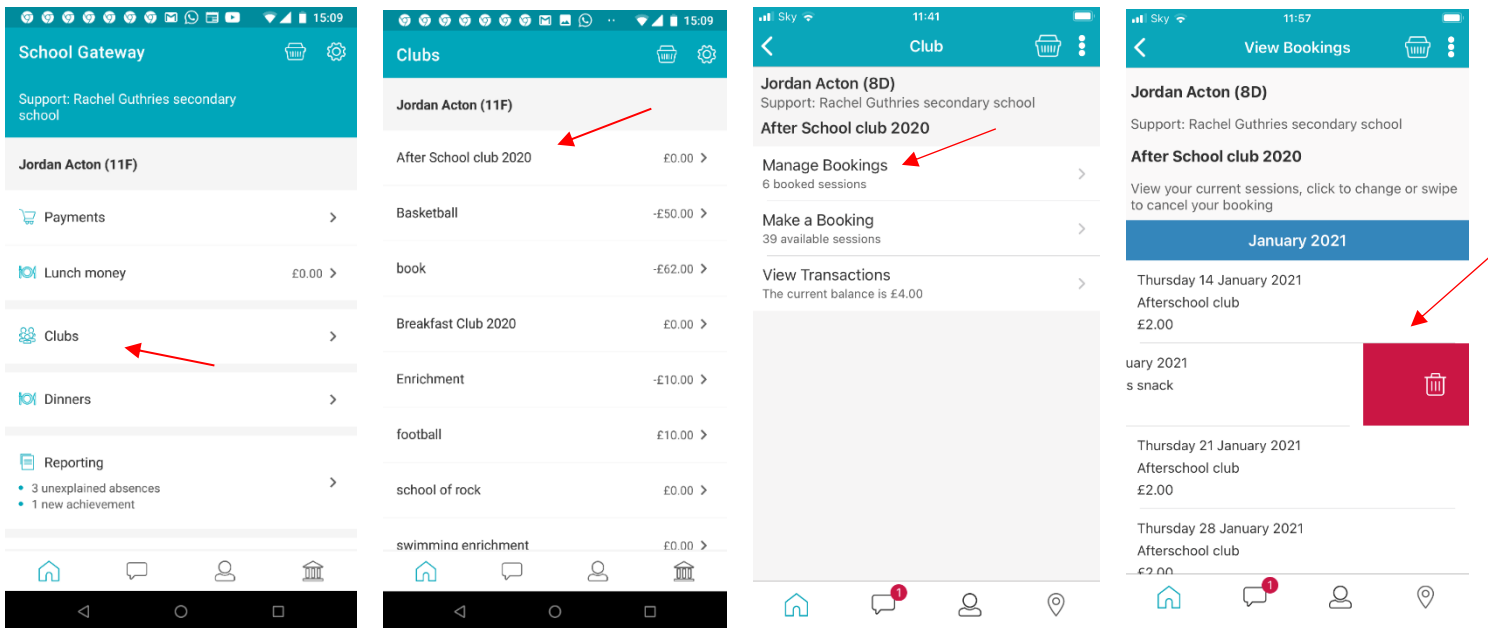 15:09
School Gateway
Support: Rachel Guthries secondary
school
Jordan Acton (11F)
Payments
Lunch money £0.00
Clubs
Dinners
Reporting
3 unexplained absences
1 new achievement
15:09
Clubs
Jordan Acton (11F)
After School club 2020 £0.00
Basketball -£50.00
book -£62.00
Breakfast Club 2020 £0.00
Enrichment -£10.00
football £10.00
school of rock £0.00
swimming enrichment £0.00
Sky 11:41
Club
Jordan Acton (8D)
Support: Rachel Guthries secondary school
After School club 2020
Manage Bookings
6 booked sessions
Make a Booking
39 available sessions
View Transactions
The current balance is £4.00
1
Sky 11:57
View Bookings
Jordan Acton (8D)
Support: Rachel Guthries secondary school
After School club 2020
View your current sessions, click to change or swipe
to cancel your booking
January 2021
Thursday 14 January 2021
Afterschool club
£2.00
uary 2021
s snack
Thursday 21 January 2021
Afterschool club
£2.00
Thursday 28 January 2021
Afterschool club
£2.00
1